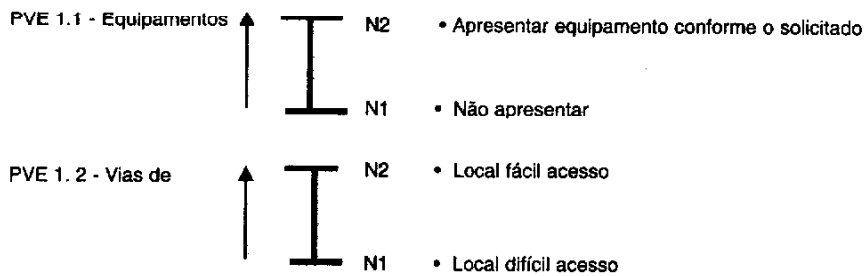 PVE 1.1 - Equipamentos N2 • Apresentar equipamento conforme o solicitado
N1 • Não apresentar
PVE 1. 2 - Vias de N2 • Local fácil acesso
N1 • Local difícil acesso